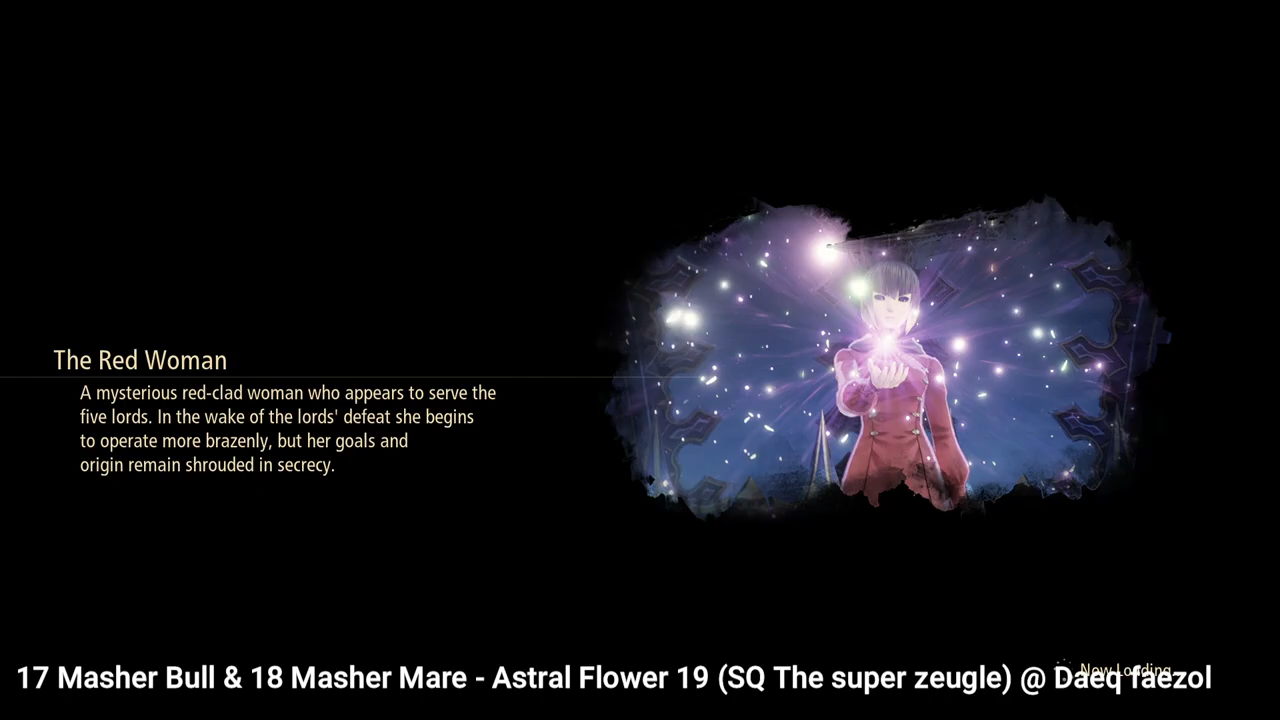 The Red Woman
A mysterious red-clad woman who appears to serve the
five lords. In the wake of the lords' defeat she begins
to operate more brazenly, but her goals and
origin remain shrouded in secrecy.
Now Loading
17 Masher Bull & 18 Masher Mare - Astral Flower 19 (SQ The super zeugle) @ Daeq faezol